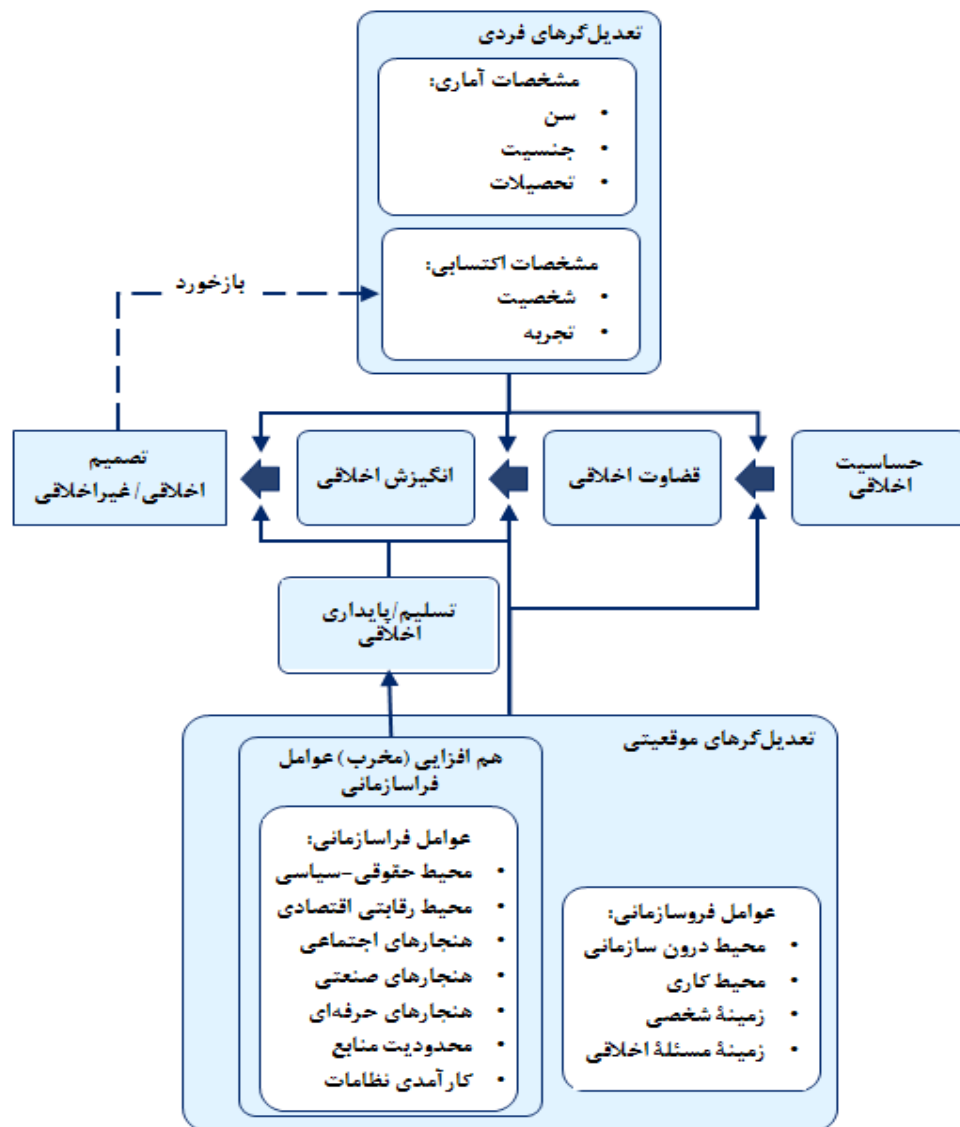 تعدیل‌گرهای فردی
مشخصات آماری:
• سن
• جنسیت
• تحصیلات
مشخصات اکتسابی:
• شخصیت
• تجربه
بازخورد
حساسیت
اخلاقی
قضاوت اخلاقی
انگیزش اخلاقی
تصمیم
اخلاقی/غیراخلاقی
تسلیم/پایداری
اخلاقی
تعدیل‌گرهای موقعیتی
هم افزایی (مخرب) عوامل
فراسازمانی
عوامل فراسازمانی:
• محیط حقوقی-سیاسی
• محیط رقابتی اقتصادی
• هنجارهای اجتماعی
• هنجارهای صنعتی
• هنجارهای حرفه‌ای
• محدودیت منابع
• کارآمدی نظامات
عوامل فروسازمانی:
• محیط درون سازمانی
• محیط کاری
• زمینهٔ شخصی
• زمینهٔ مسئلهٔ اخلاقی